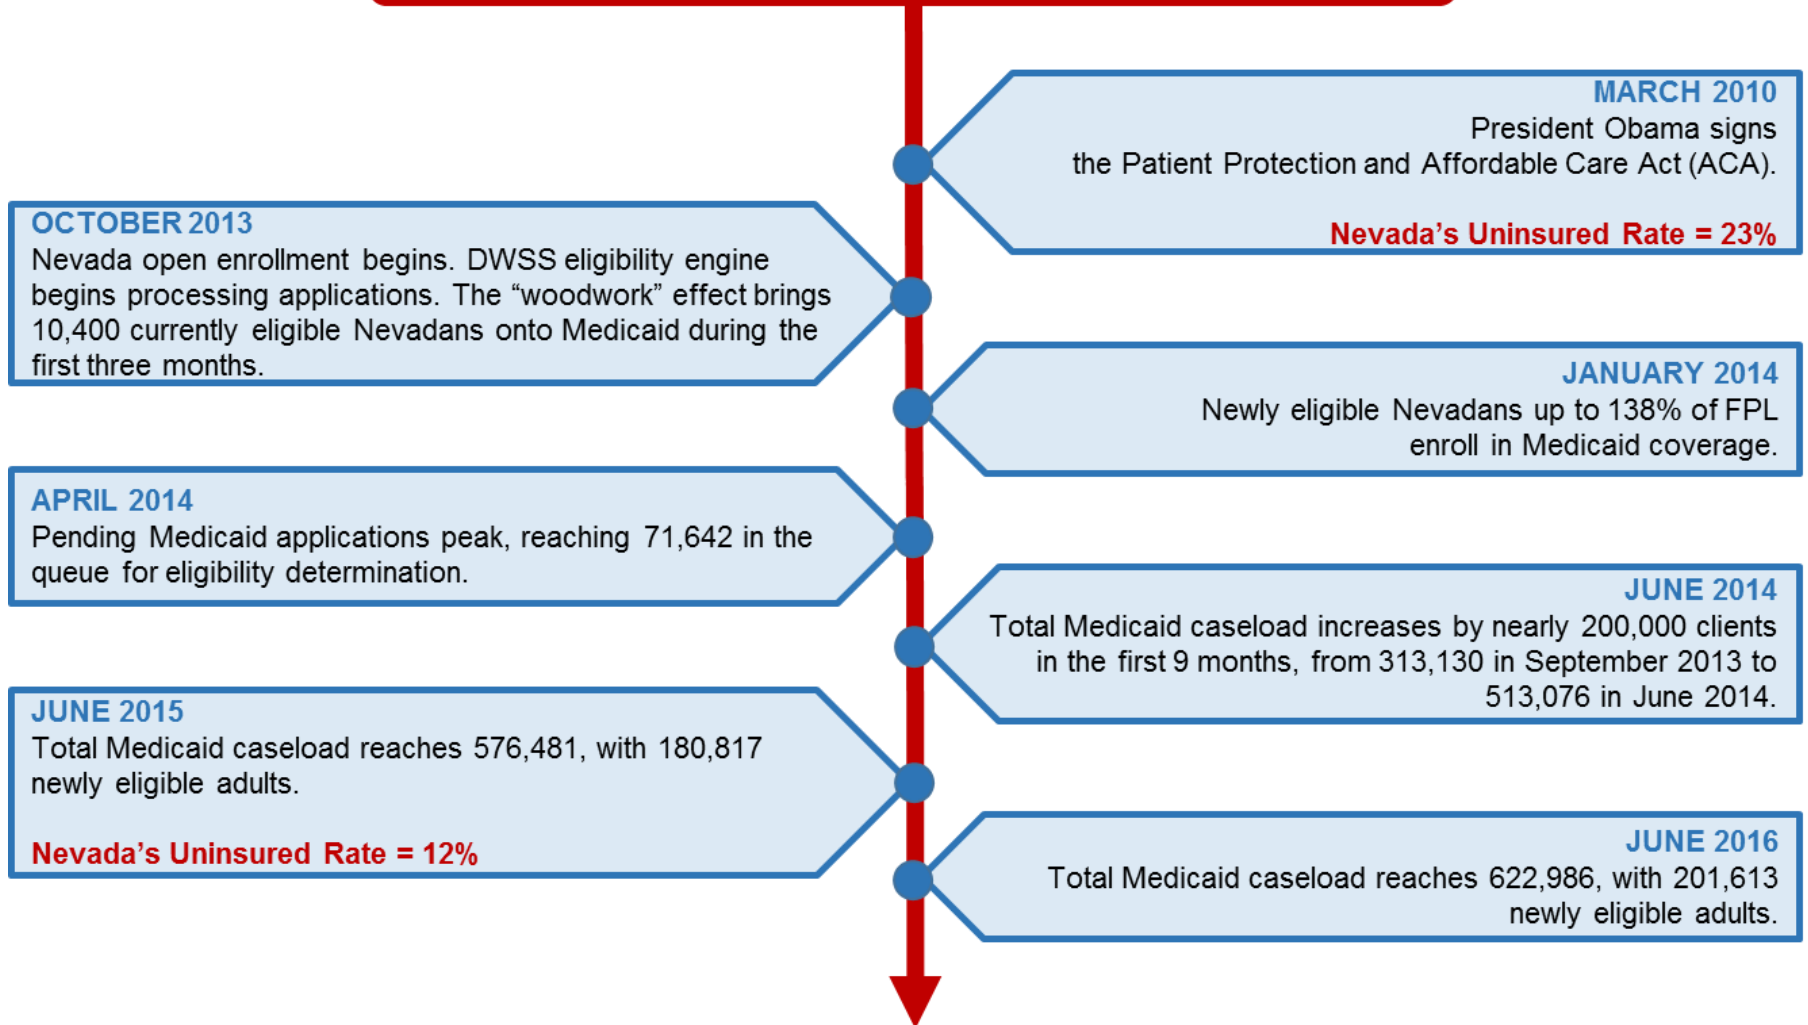 MARCH 2010
President Obama signs
the Patient Protection and Affordable Care Act (ACA).
Nevada’s Uninsured Rate = 23%
OCTOBER 2013
Nevada open enrollment begins. DWSS eligibility engine
begins processing applications. The “woodwork” effect brings
10,400 currently eligible Nevadans onto Medicaid during the
first three months.
JANUARY 2014
Newly eligible Nevadans up to 138% of FPL
enroll in Medicaid coverage.
APRIL 2014
Pending Medicaid applications peak, reaching 71,642 in the
queue for eligibility determination.
JUNE 2014
Total Medicaid caseload increases by nearly 200,000 clients
in the first 9 months, from 313,130 in September 2013 to
513,076 in June 2014.
JUNE 2015
Total Medicaid caseload reaches 576,481, with 180,817
newly eligible adults.
Nevada’s Uninsured Rate = 12%
JUNE 2016
Total Medicaid caseload reaches 622,986, with 201,613
newly eligible adults.